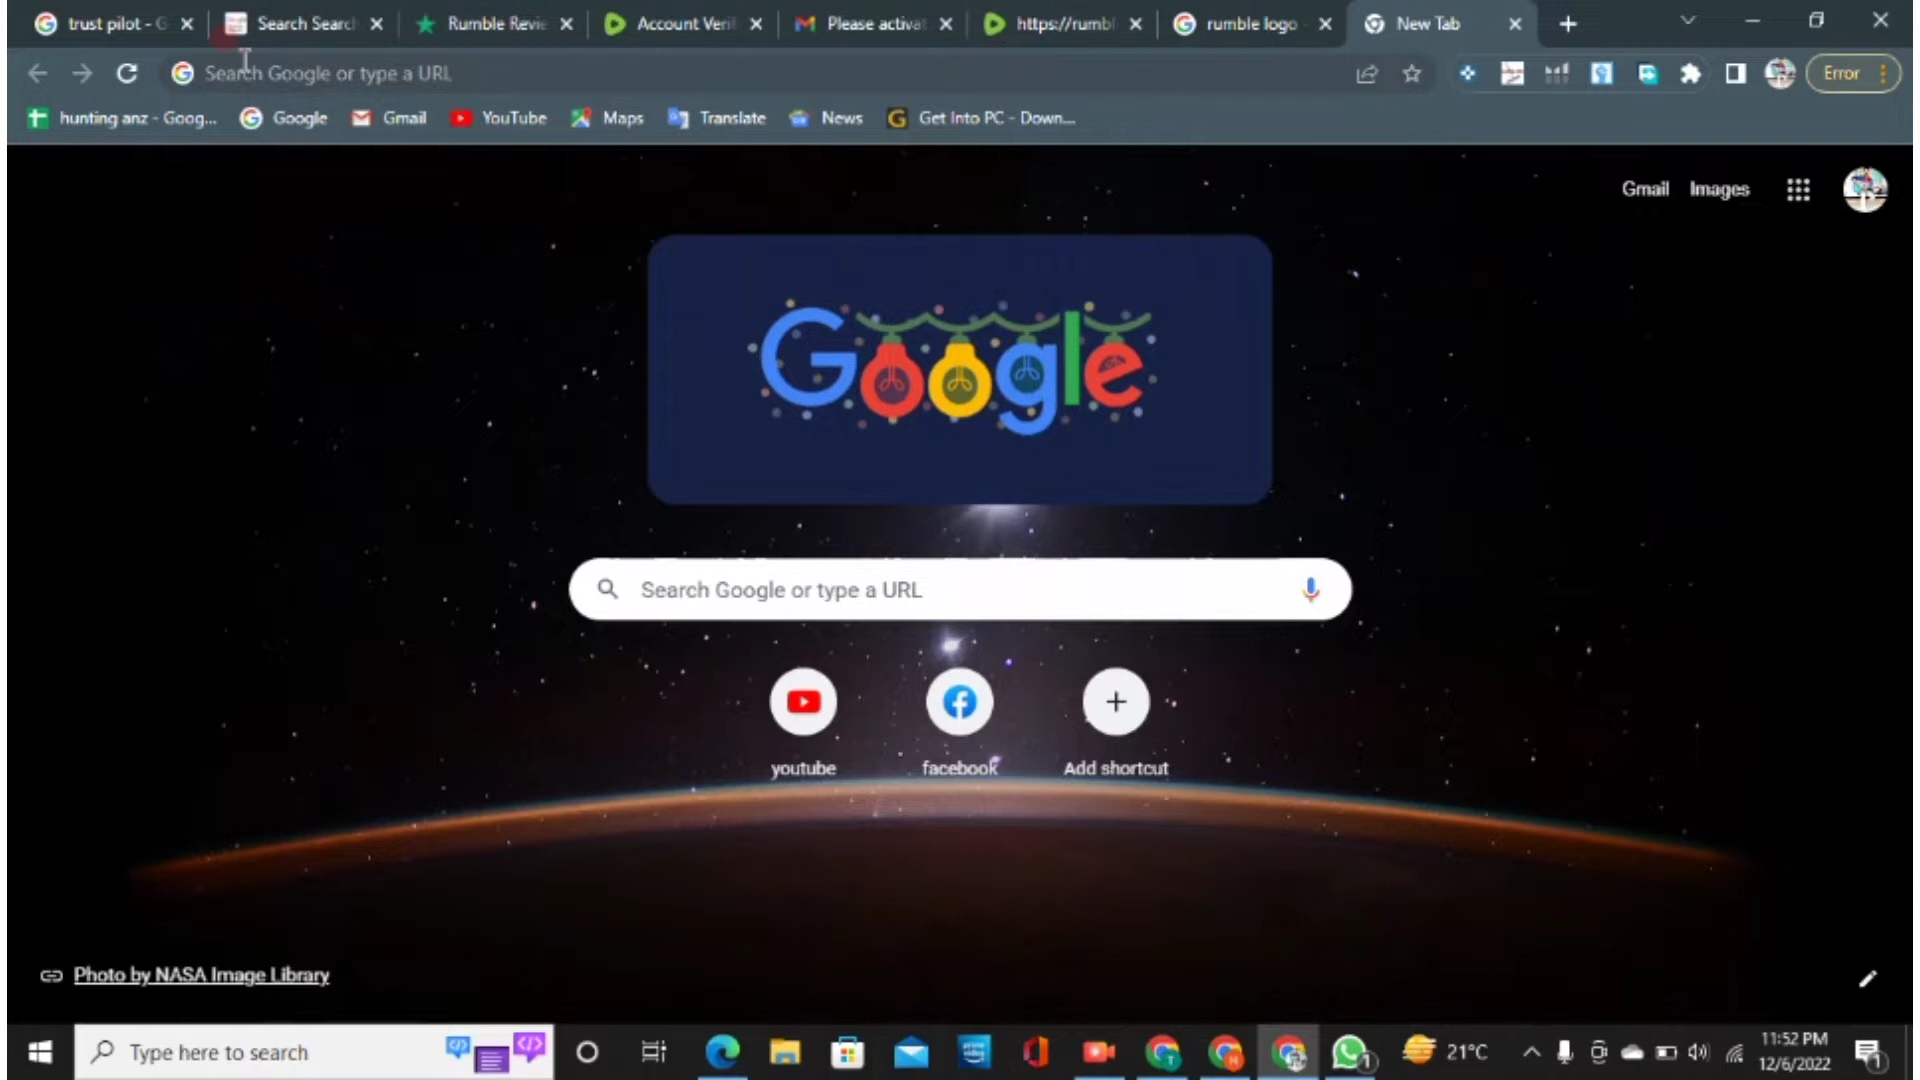 trust pilot - G
Search Search
Rumble Revie
Account Veri
Please activat
https://rumbl
rumble logo -
New Tab
Search Google or type a URL
Error
hunting anz - Goog...
Google
Gmail
YouTube
Maps
Translate
News
Get Into PC - Down...
Gmail
Images
Google
Search Google or type a URL
youtube
facebook
Add shortcut
Photo by NASA Image Library
Type here to search
21°C
11:52 PM
12/6/2022